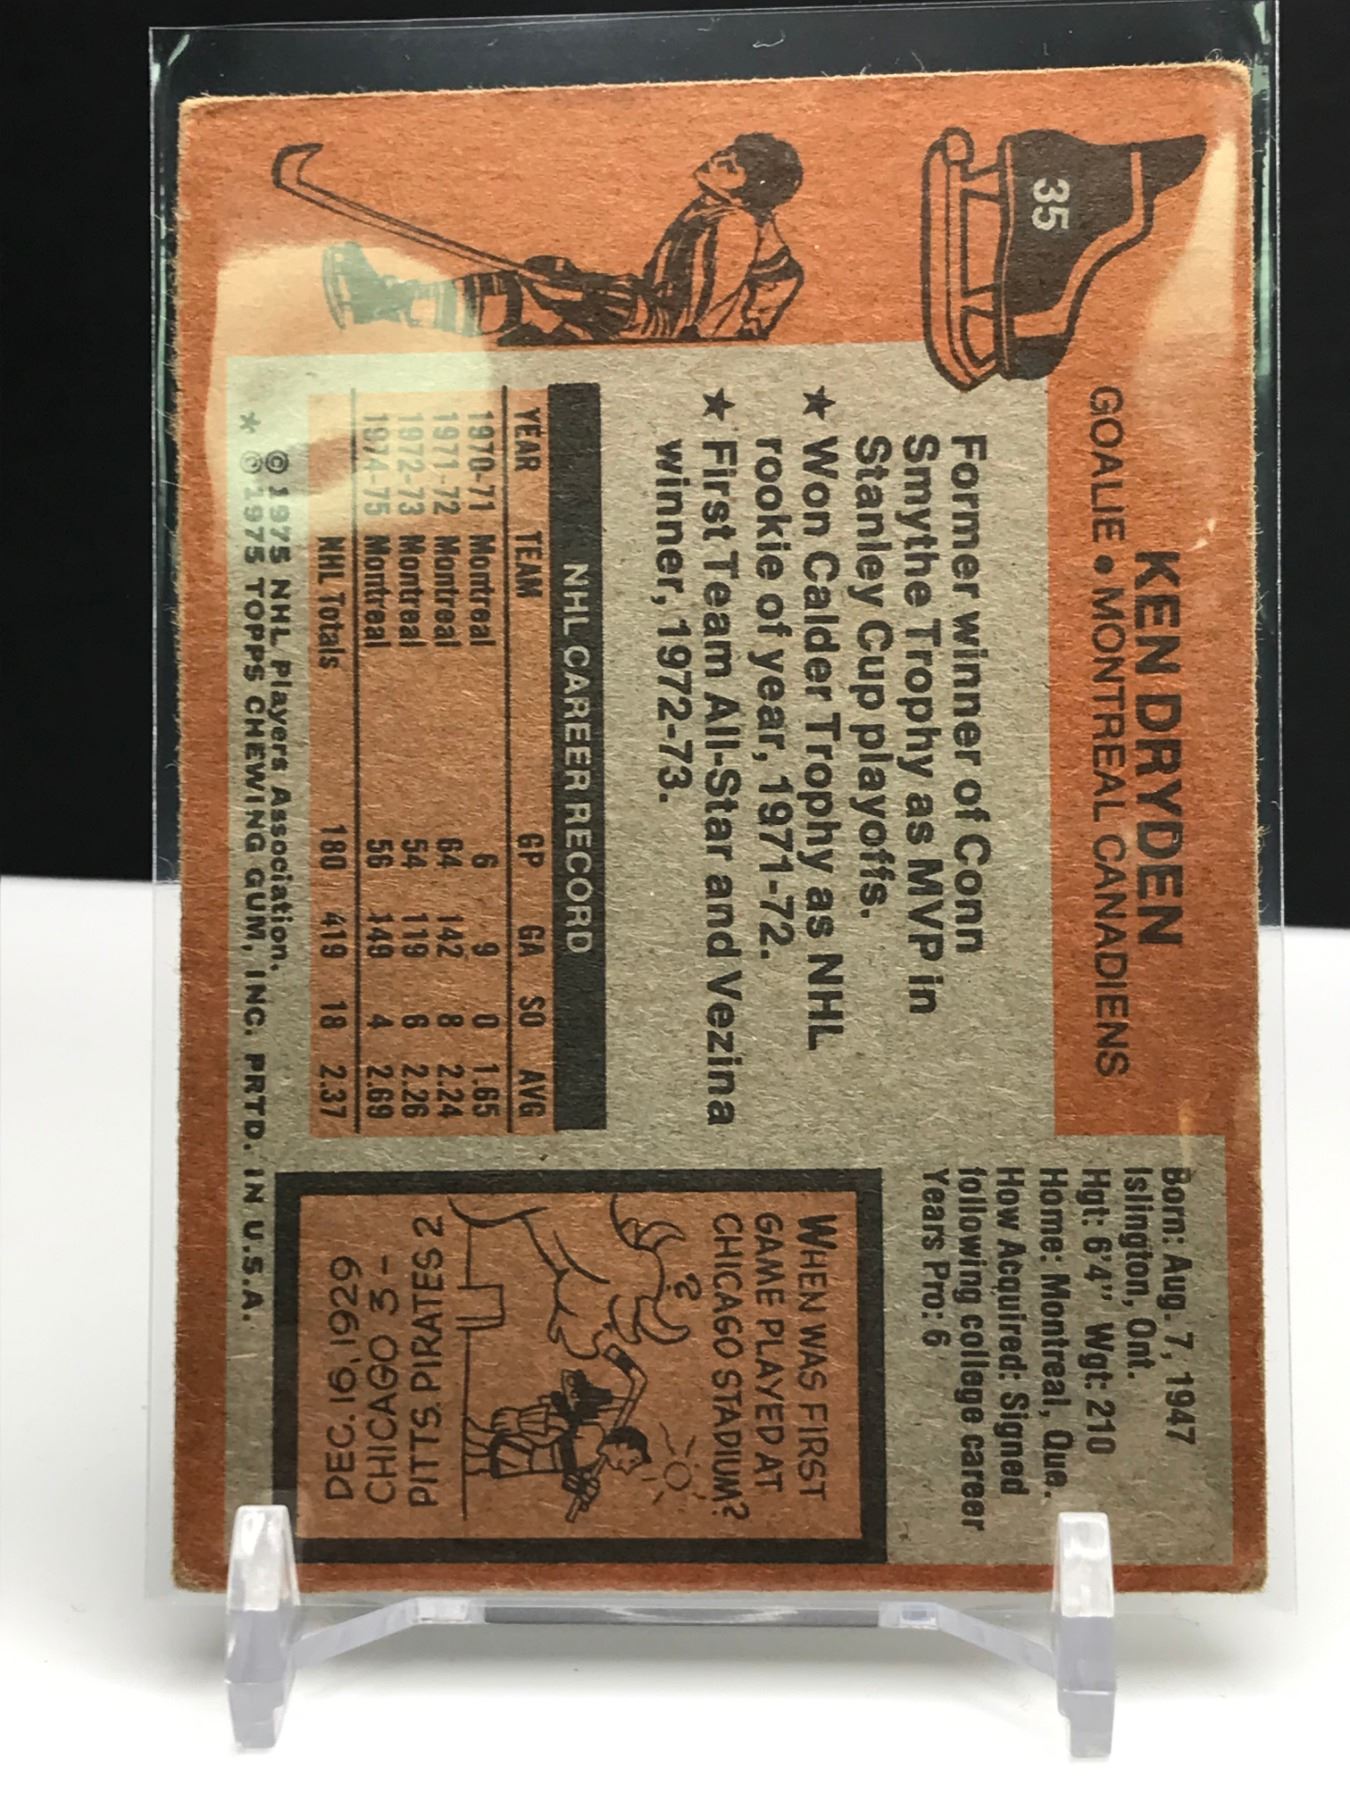 35
KEN DRYDEN
GOALIE • MONTREAL CANADIENS
Born: Aug. 7, 1947
Islington, Ont.
Hgt: 6'4" Wgt: 210
Home: Montreal, Que.
How Acquired: Signed
following college career
Years Pro: 6
Former winner of Conn
Smythe Trophy as MVP in
Stanley Cup playoffs.
★ Won Calder Trophy as NHL
rookie of year, 1971-72.
★ First Team All-Star and Vezina
winner, 1972-73.
NHL CAREER RECORD
YEAR TEAM GP GA SO AVG
1970-71 Montreal 6 9 0 1.65
1971-72 Montreal 64 142 8 2.24
1972-73 Montreal 54 119 6 2.26
1974-75 Montreal 56 149 4 2.69
NHL Totals 180 419 18 2.37
© 1975 NHL Players Association.
★ © 1975 TOPPS CHEWING GUM, INC. PRTD. IN U.S.A.
WHEN WAS FIRST
GAME PLAYED AT
CHICAGO STADIUM?
?
DEC. 16, 1929
CHICAGO 3 -
PITTS. PIRATES 2